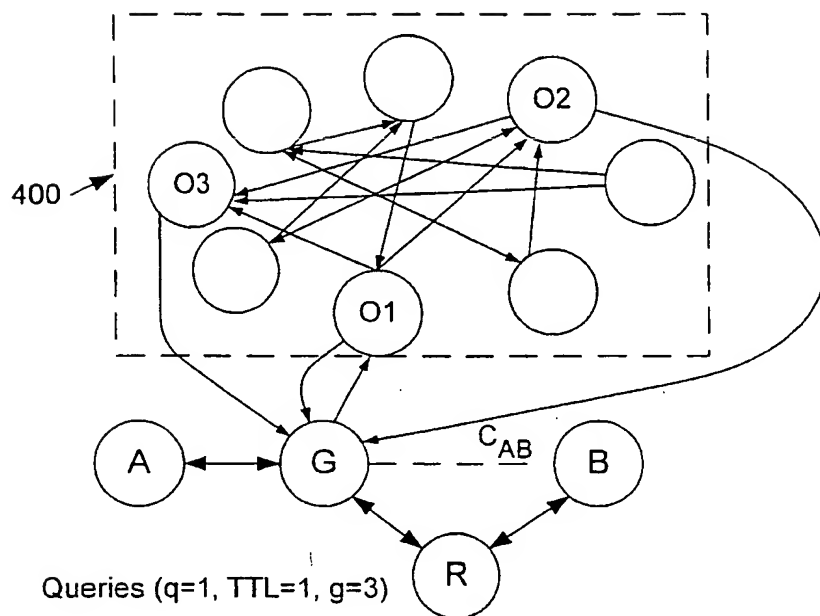 O2
O3
400
O1
C_AB
A
G
B
R
Queries (q=1, TTL=1, g=3)